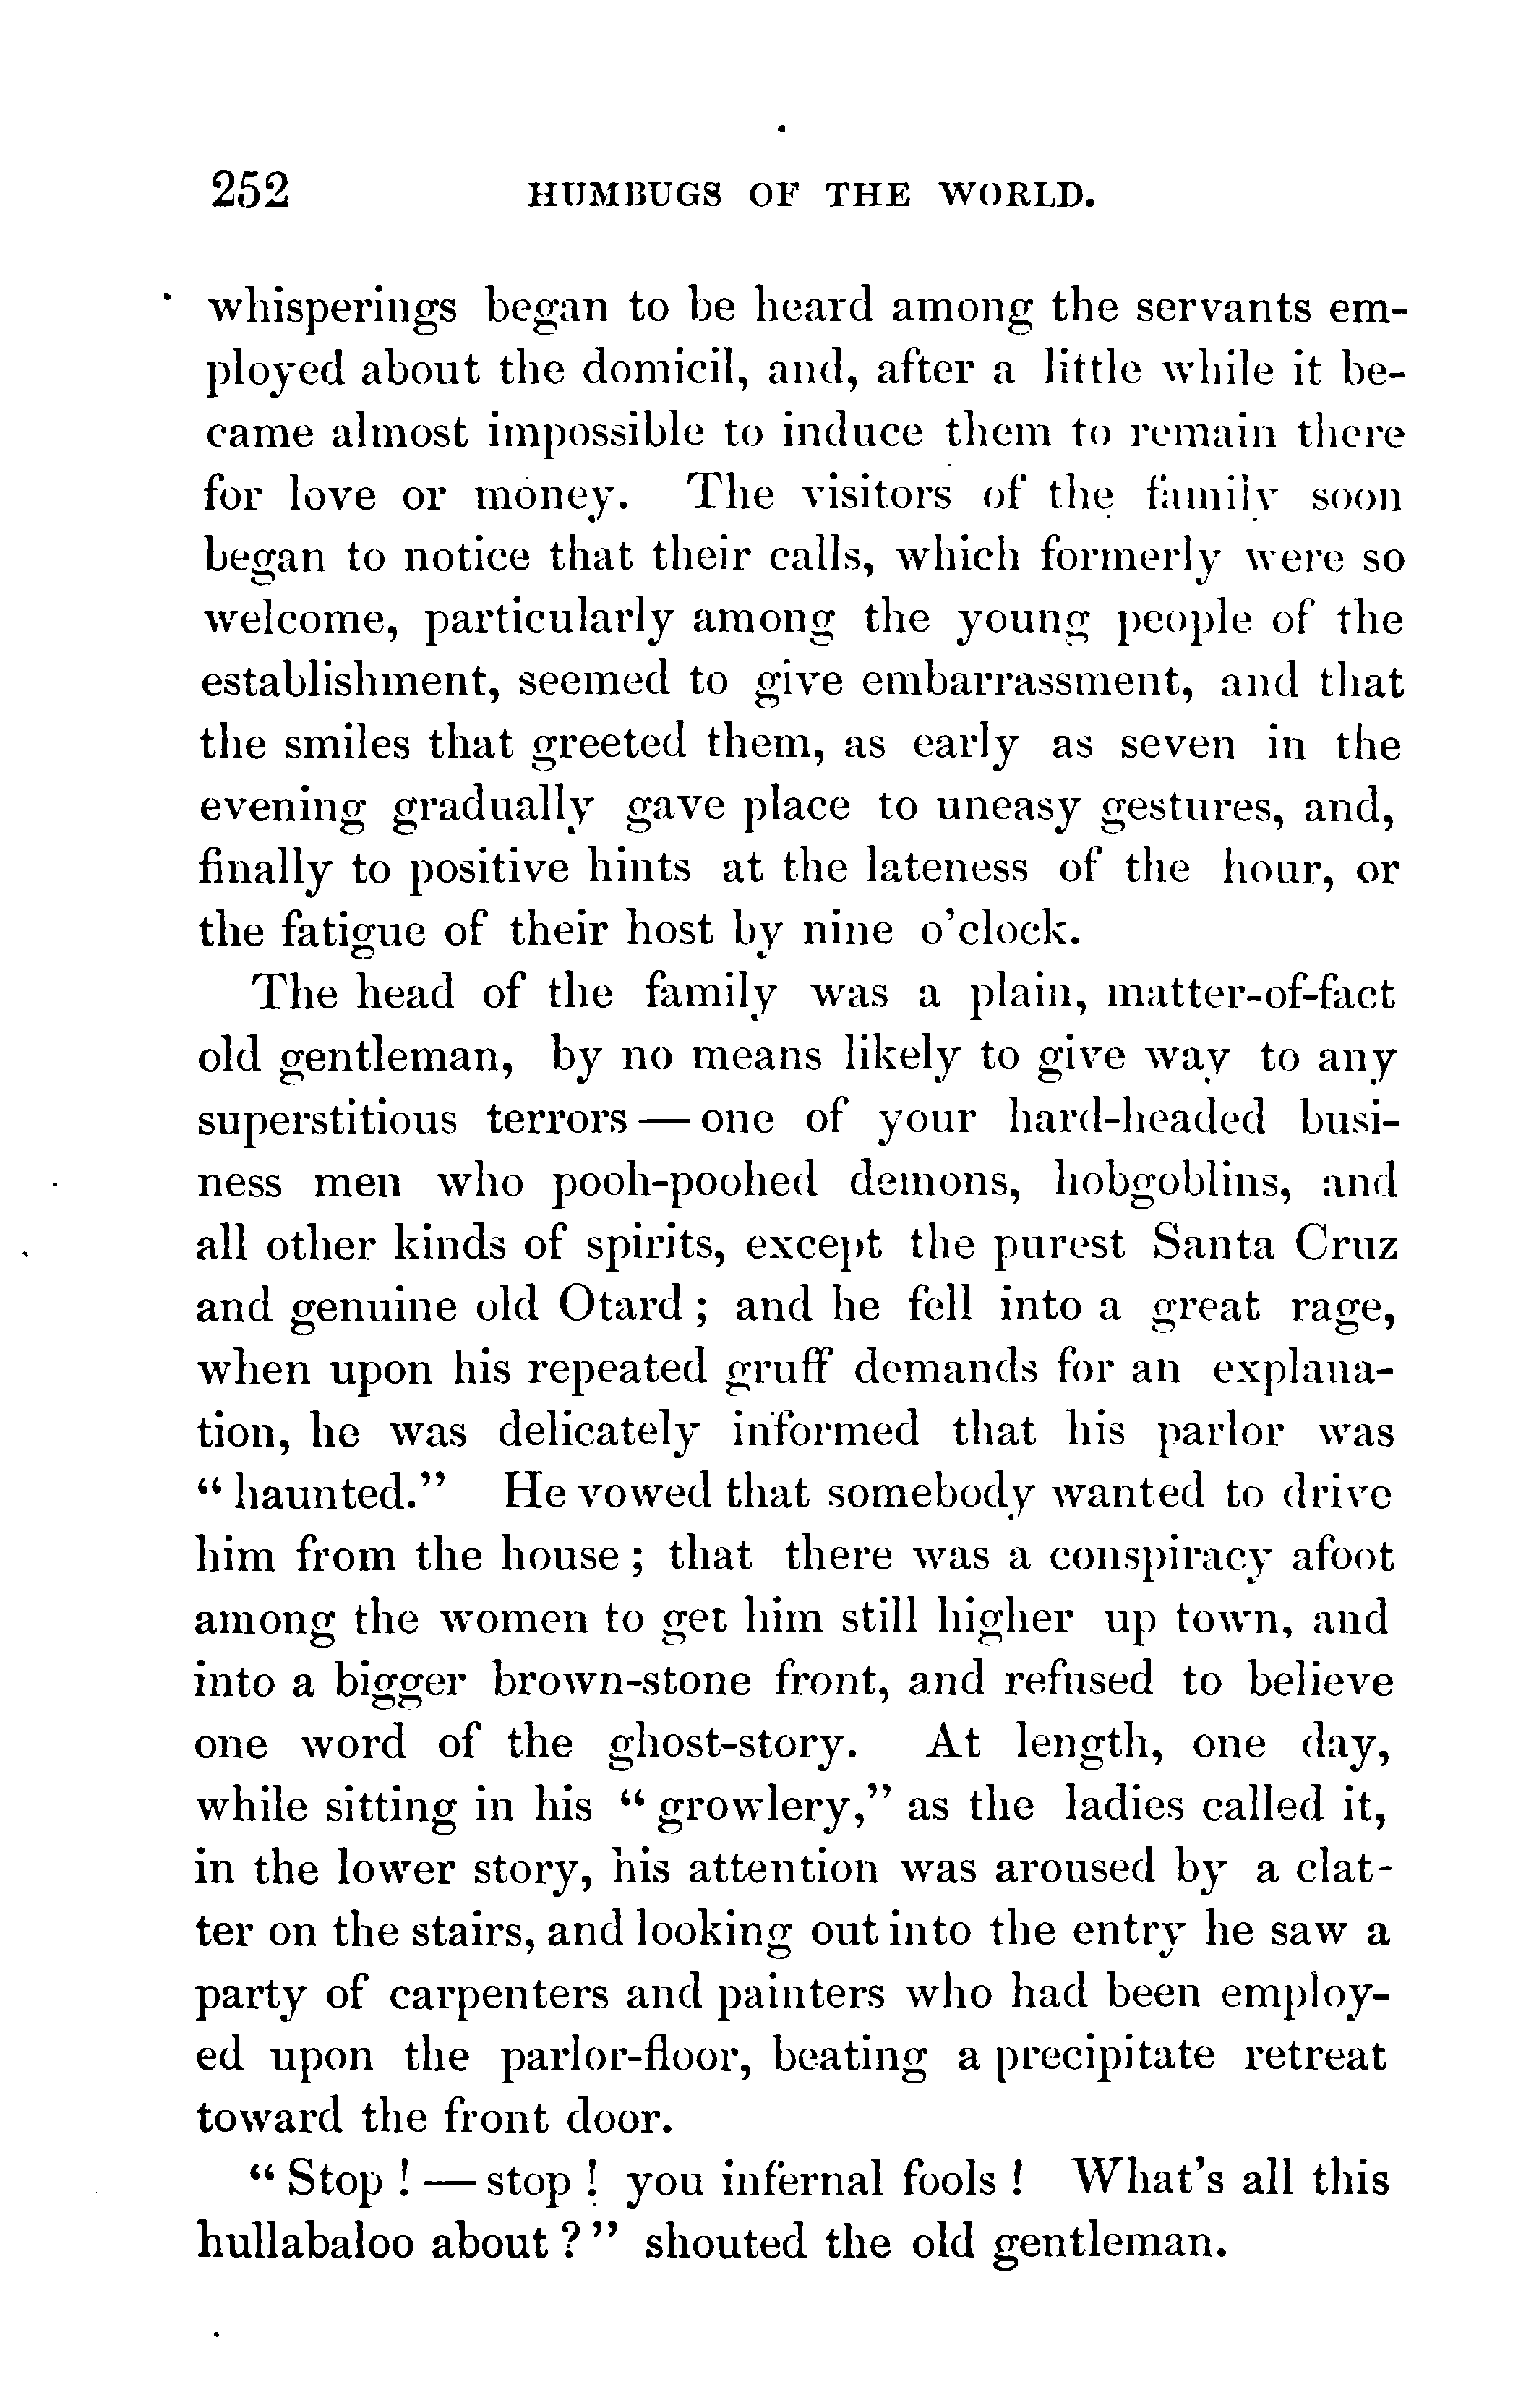 252 HUMBUGS OF THE WORLD.
whisperings began to be heard among the servants em-
ployed about the domicil, and, after a little while it be-
came almost impossible to induce them to remain there
for love or money. The visitors of the family soon
began to notice that their calls, which formerly were so
welcome, particularly among the young people of the
establishment, seemed to give embarrassment, and that
the smiles that greeted them, as early as seven in the
evening gradually gave place to uneasy gestures, and,
finally to positive hints at the lateness of the hour, or
the fatigue of their host by nine o'clock.
The head of the family was a plain, matter-of-fact
old gentleman, by no means likely to give way to any
superstitious terrors — one of your hard-headed busi-
ness men who pooh-poohed demons, hobgoblins, and
all other kinds of spirits, except the purest Santa Cruz
and genuine old Otard ; and he fell into a great rage,
when upon his repeated gruff demands for an explana-
tion, he was delicately informed that his parlor was
“ haunted.” He vowed that somebody wanted to drive
him from the house ; that there was a conspiracy afoot
among the women to get him still higher up town, and
into a bigger brown-stone front, and refused to believe
one word of the ghost-story. At length, one day,
while sitting in his “ growlery,” as the ladies called it,
in the lower story, his attention was aroused by a clat-
ter on the stairs, and looking out into the entry he saw a
party of carpenters and painters who had been employ-
ed upon the parlor-floor, beating a precipitate retreat
toward the front door.
“ Stop ! — stop ! you infernal fools ! What's all this
hullabaloo about ? ” shouted the old gentleman.